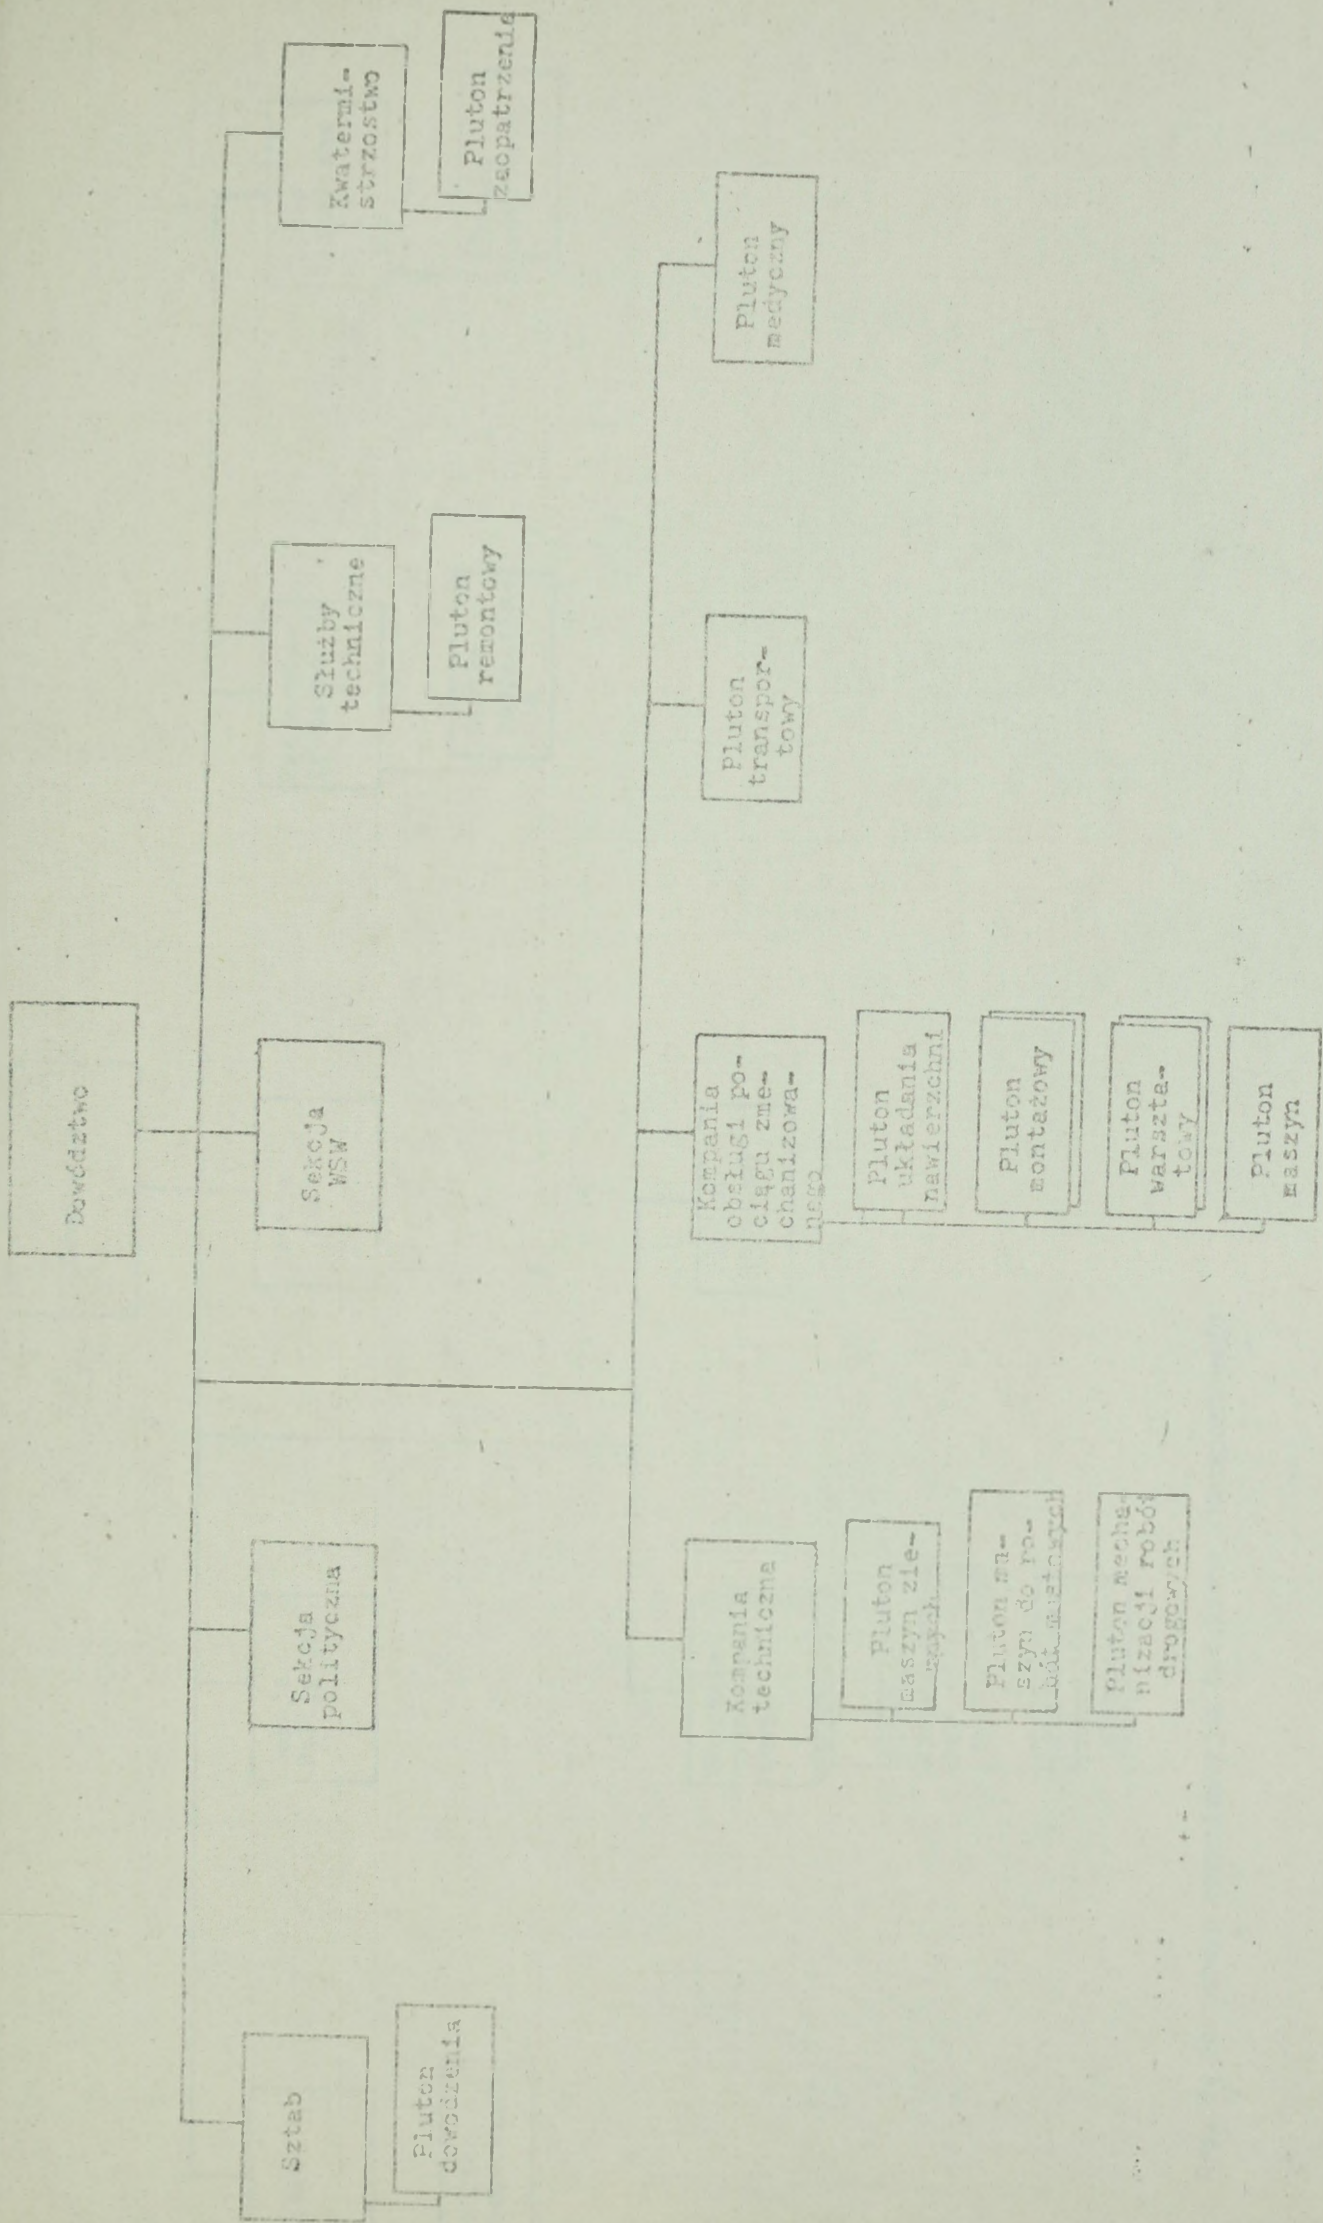 Dowództwo
Sztab
Pluton
dowodzenia
Sekcja
polityczna
Sekcja
WSW
Służby
techniczne
Pluton
remontowy
Kwatermi-
strzostwo
Pluton
zaopatrzenia
Kompania
techniczna
Pluton
maszyn zie-
mnych
Pluton ma-
szyn do ro-
bót mostowych
Pluton mecha-
nizacji robót
drogowych
Kompania
obsługi po-
ciągu zme-
chanizowa-
nego
Pluton
układania
nawierzchni
Pluton
montażowy
Pluton
warszta-
towy
Pluton
maszyn
Pluton
transpor-
towy
Pluton
medyczny